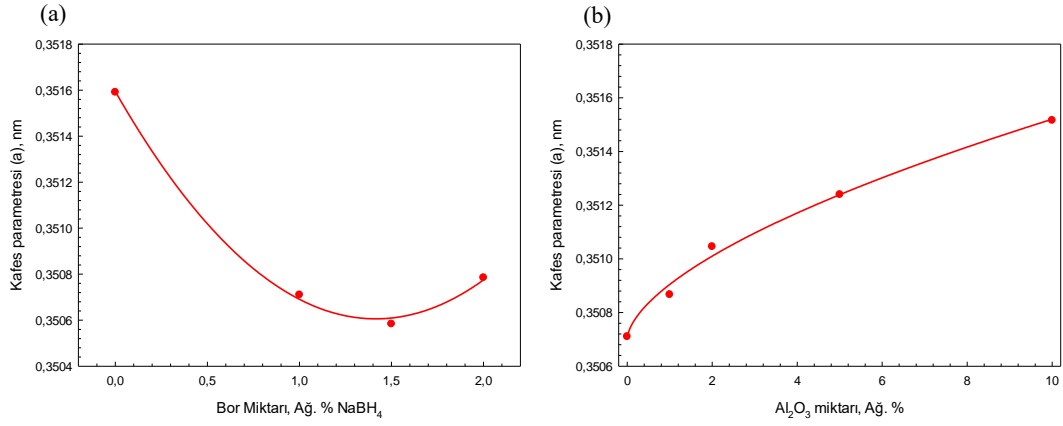 (a)
0,3518
0,3516
0,3514
0,3512
0,3510
0,3508
0,3506
0,3504
Kafes parametresi (a), nm
0,0 0,5 1,0 1,5 2,0
Bor Miktarı, Ağ. % NaBH₄
(b)
0,3518
0,3516
0,3514
0,3512
0,3510
0,3508
0,3506
Kafes parametresi (a), nm
0 2 4 6 8 10
Al₂O₃ miktarı, Ağ. %